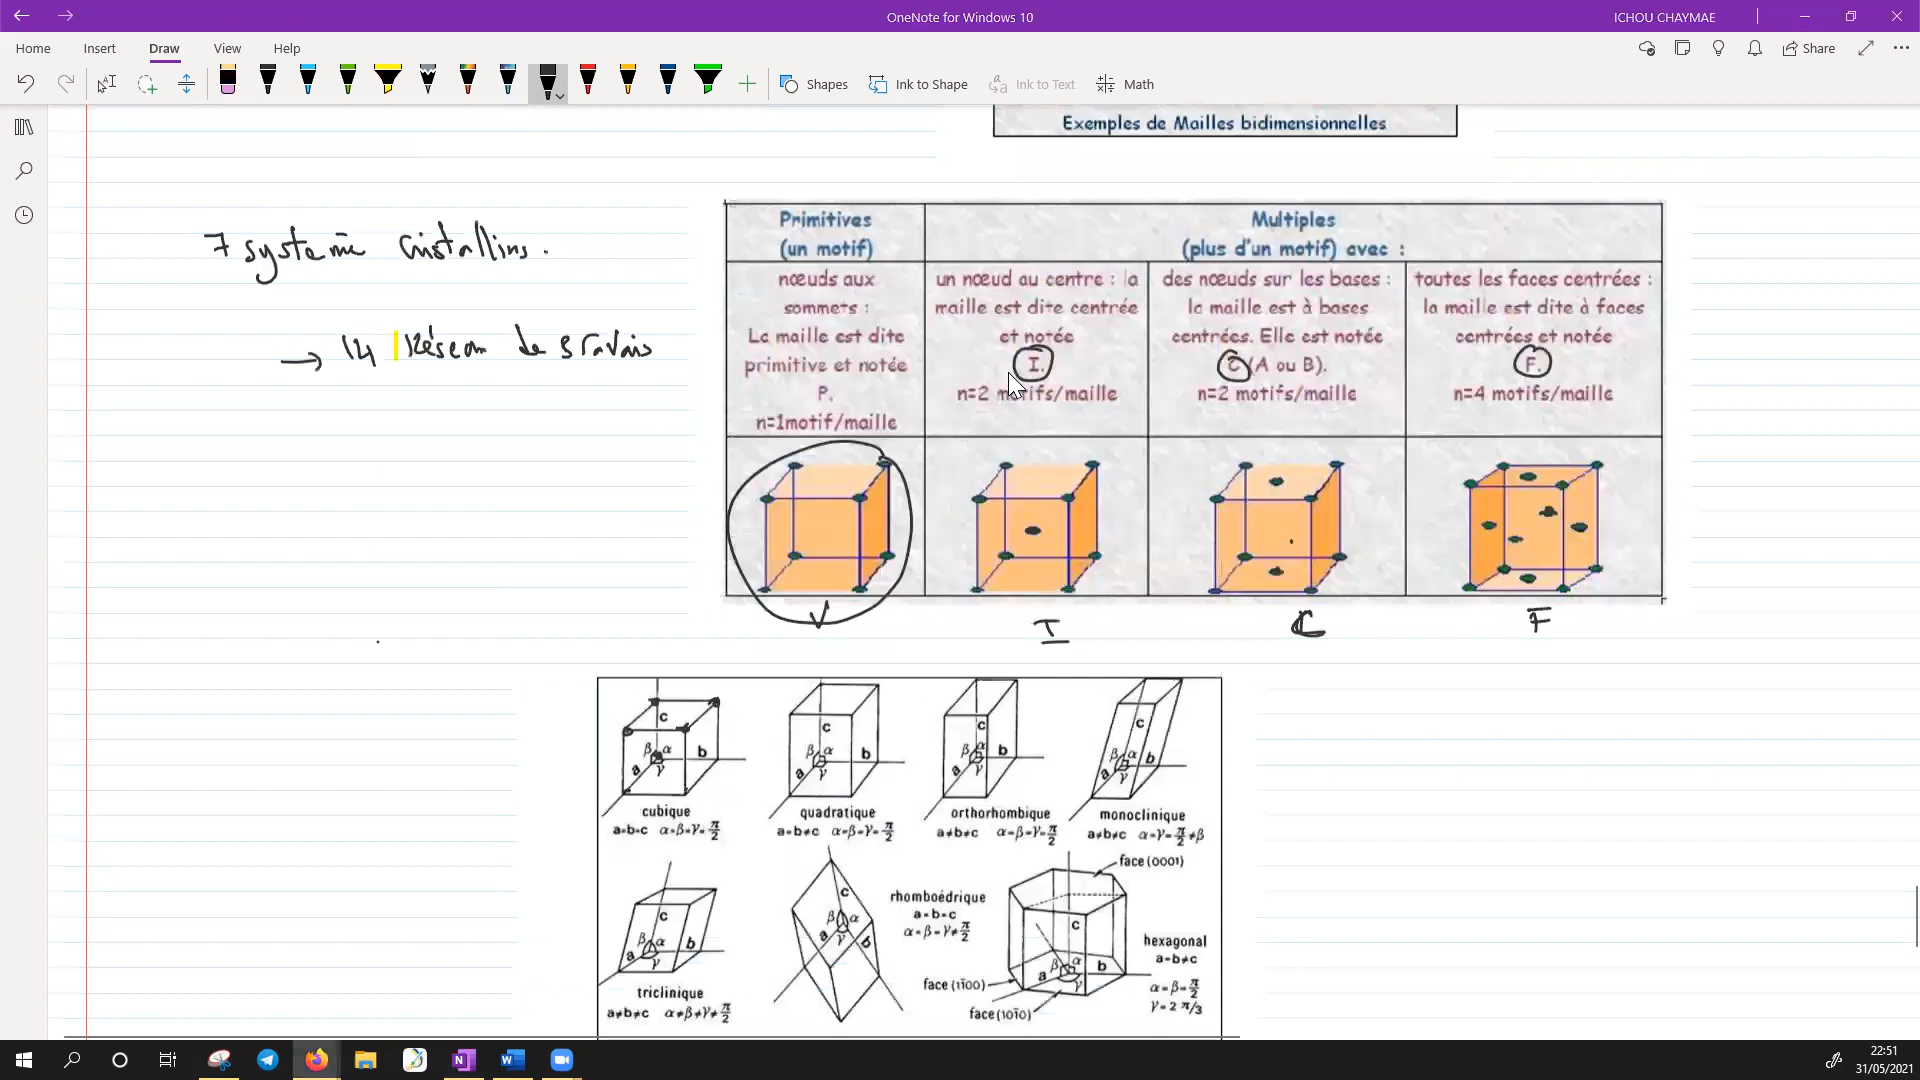 OneNote for Windows 10
ICHOU CHAYMAE
Home Insert Draw View Help
Share
Shapes
Ink to Shape
Ink to Text
Math
Exemples de Mailles bidimensionnelles
7 système cristallins.
→ 14 Réseau de Bravais
Primitives
(un motif)
Multiples
(plus d'un motif) avec :
nœuds aux
sommets :
La maille est dite
primitive et notée
P.
n=1motif/maille
un nœud au centre : la
maille est dite centrée
et notée
I.
n=2 motifs/maille
des nœuds sur les bases :
la maille est à bases
centrées. Elle est notée
C (A ou B).
n=2 motifs/maille
toutes les faces centrées :
la maille est dite à faces
centrées et notée
F.
n=4 motifs/maille
I
C
F
c
β α
a γ b
cubique
a=b=c α=β=γ=π/2
c
β α
a γ b
quadratique
a=b≠c α=β=γ=π/2
c
β α
a γ b
orthorhombique
a≠b≠c α=β=γ=π/2
c
β α
a γ b
monoclinique
a≠b≠c α=γ=π/2≠β
c
β α
a γ b
triclinique
a≠b≠c α≠β≠γ≠π/2
c
β α
a γ b
rhomboédrique
a=b=c
α=β=γ≠π/2
face (0001)
c
β α
a γ b
face (1̄100)
face (101̄0)
hexagonal
a=b≠c
α=β=π/2
γ=2π/3
22:51
31/05/2021